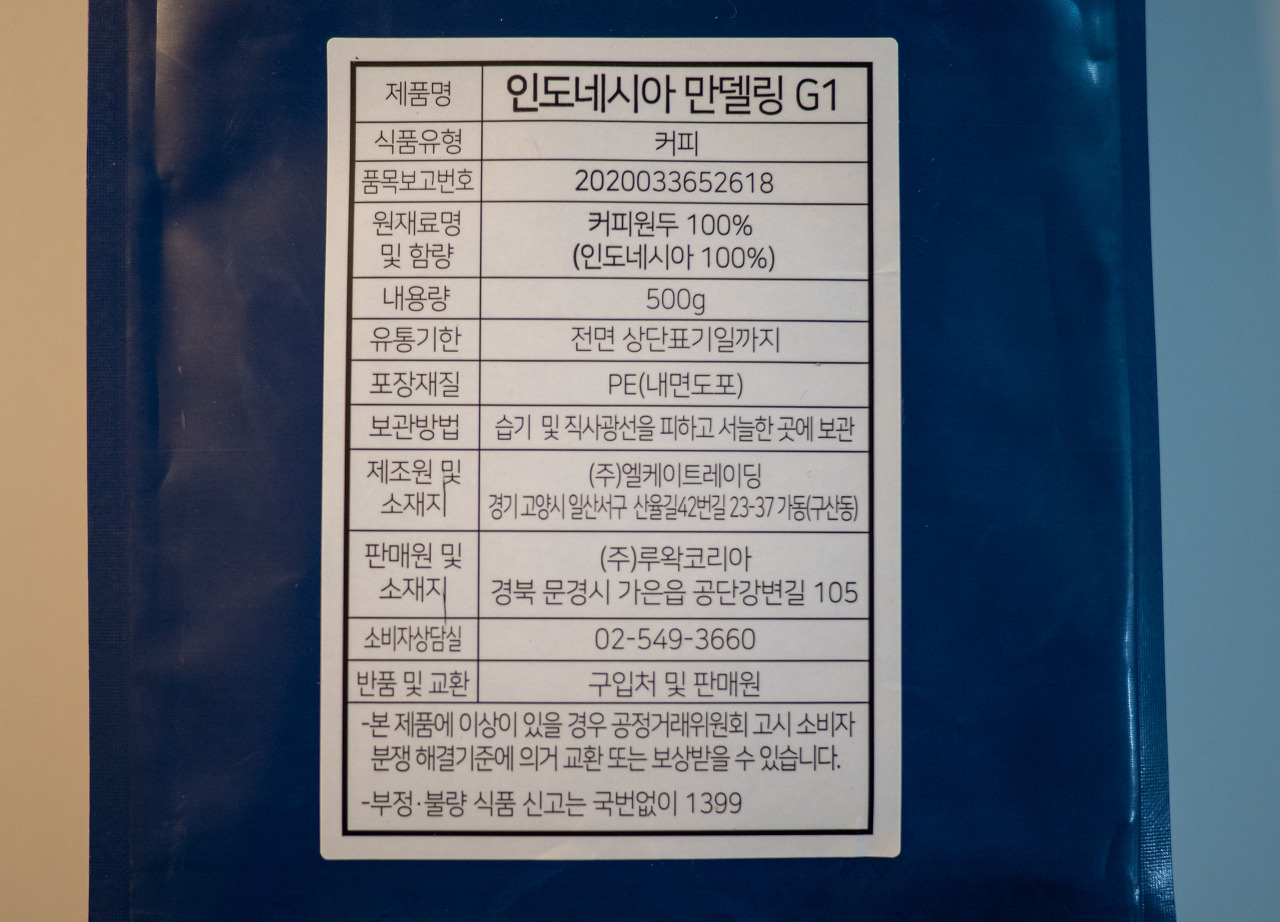 제품명 인도네시아 만델링 G1
식품유형 커피
품목보고번호 2020033652618
원재료명 및 함량 커피원두 100%
(인도네시아 100%)
내용량 500g
유통기한 전면 상단표기일까지
포장재질 PE(내면도포)
보관방법 습기 및 직사광선을 피하고 서늘한 곳에 보관
제조원 및 소재지 (주)엘케이트레이딩
경기 고양시 일산서구 산율길42번길 23-37 가동(구산동)
판매원 및 소재지 (주)루왁코리아
경북 문경시 가은읍 공단강변길 105
소비자상담실 02-549-3660
반품 및 교환 구입처 및 판매원
-본 제품에 이상이 있을 경우 공정거래위원회 고시 소비자
분쟁 해결기준에 의거 교환 또는 보상받을 수 있습니다.
-부정·불량 식품 신고는 국번없이 1399